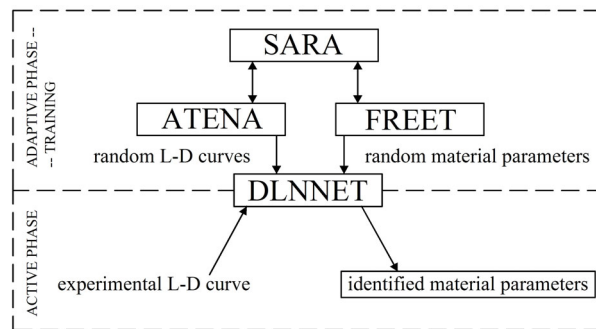 SARA
ADAPTIVE PHASE --
-- TRAINING
ATENA
FREET
random L-D curves
random material parameters
DLNNET
ACTIVE PHASE
experimental L-D curve
identified material parameters